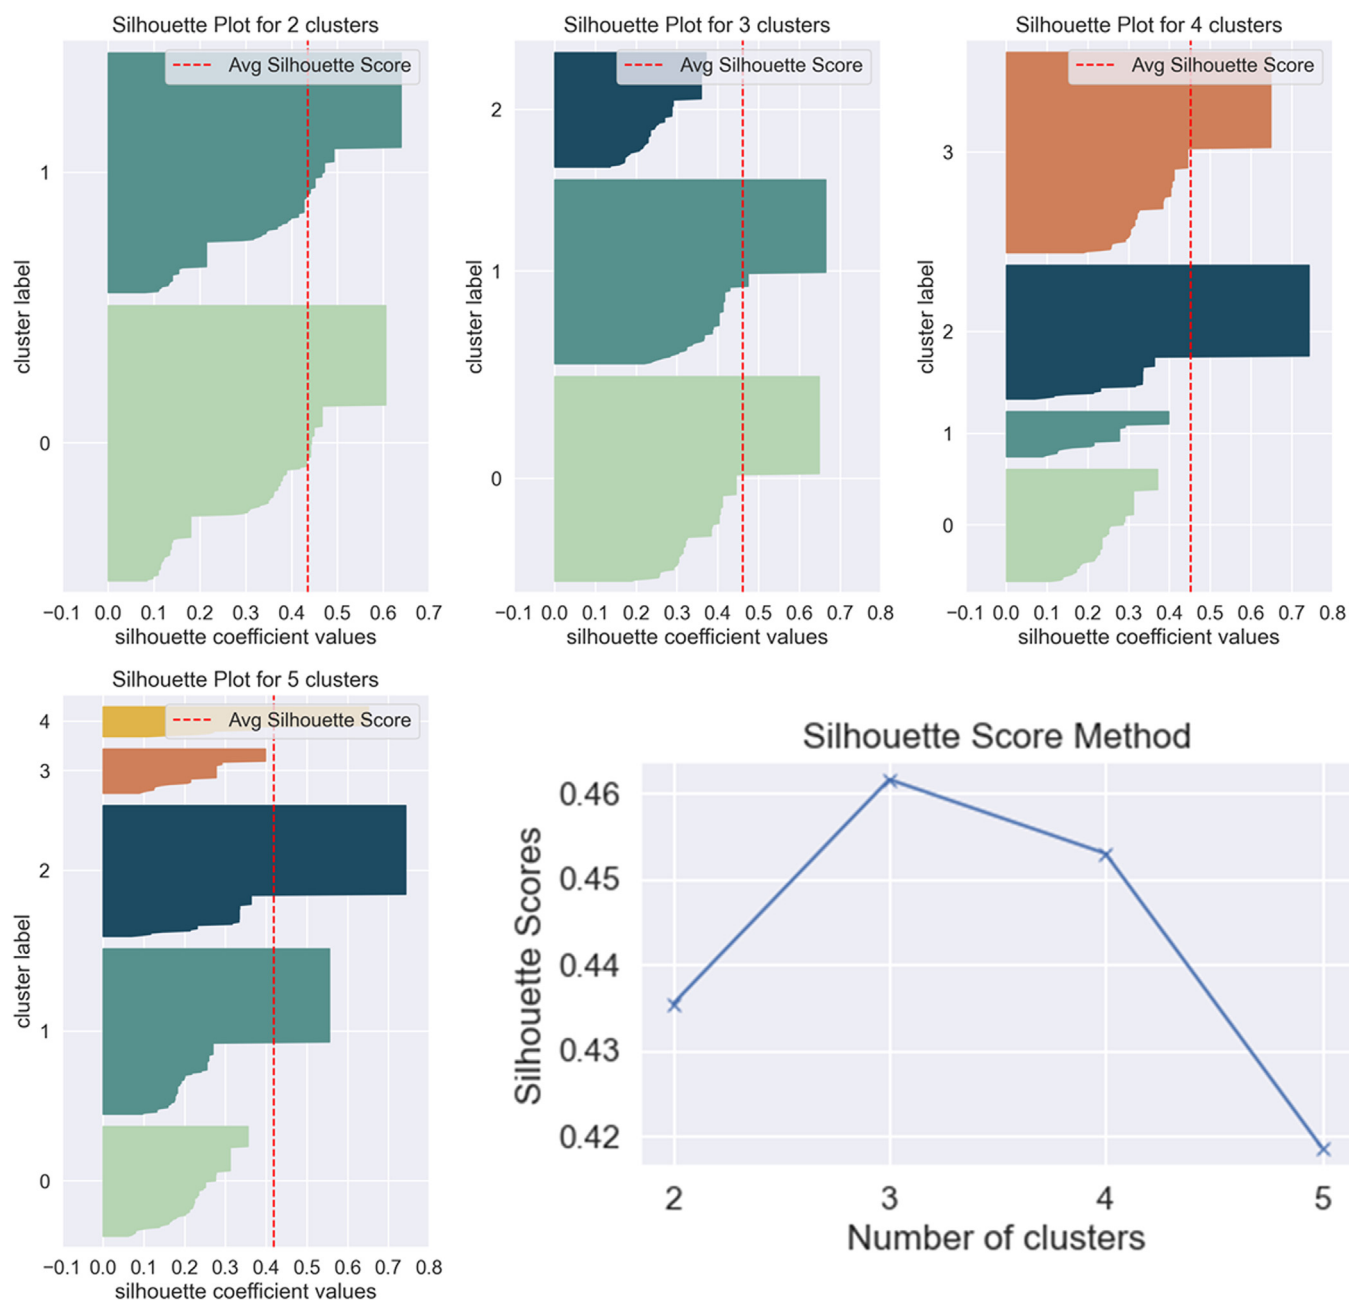 Silhouette Plot for 2 clusters
Avg Silhouette Score
1
0
cluster label
−0.1 0.0 0.1 0.2 0.3 0.4 0.5 0.6 0.7
silhouette coefficient values
Silhouette Plot for 3 clusters
Avg Silhouette Score
2
1
0
cluster label
−0.1 0.0 0.1 0.2 0.3 0.4 0.5 0.6 0.7 0.8
silhouette coefficient values
Silhouette Plot for 4 clusters
Avg Silhouette Score
3
2
1
0
cluster label
−0.1 0.0 0.1 0.2 0.3 0.4 0.5 0.6 0.7 0.8
silhouette coefficient values
Silhouette Plot for 5 clusters
Avg Silhouette Score
4
3
2
1
0
cluster label
−0.1 0.0 0.1 0.2 0.3 0.4 0.5 0.6 0.7 0.8
silhouette coefficient values
Silhouette Score Method
0.46
0.45
0.44
0.43
0.42
Silhouette Scores
2 3 4 5
Number of clusters